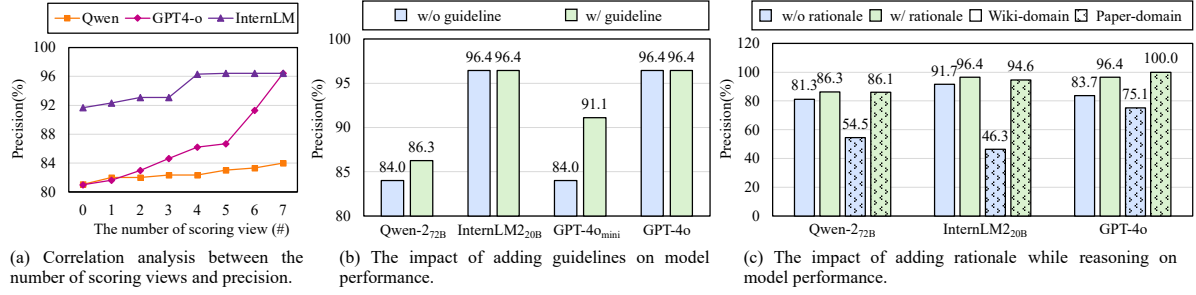 Qwen GPT4-o InternLM
Precision(%)
100
96
92
88
84
80
0 1 2 3 4 5 6 7
The number of scoring view (#)
(a) Correlation analysis between the
number of scoring views and precision.
w/o guideline w/ guideline
Precision(%)
100
95
90
85
80
84.0 86.3 96.4 96.4 84.0 91.1 96.4 96.4
Qwen-2₇₂B InternLM2₂₀B GPT-4o_mini GPT-4o
(b) The impact of adding guidelines on model
performance.
w/o rationale w/ rationale Wiki-domain Paper-domain
Precision(%)
120
100
80
60
40
20
0
81.3 86.3 54.5 86.1 91.7 96.4 46.3 94.6 83.7 96.4 75.1 100.0
Qwen-2₇₂B InternLM2₂₀B GPT-4o
(c) The impact of adding rationale while reasoning on
model performance.